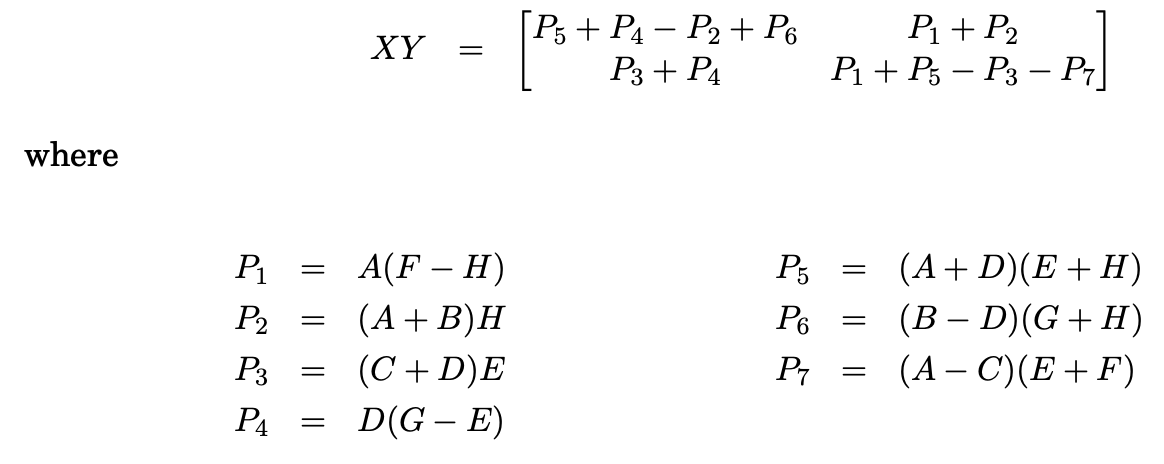 XY = [P₅ + P₄ − P₂ + P₆    P₁ + P₂
P₃ + P₄    P₁ + P₅ − P₃ − P₇]
where
P₁ = A(F − H)    P₅ = (A + D)(E + H)
P₂ = (A + B)H    P₆ = (B − D)(G + H)
P₃ = (C + D)E    P₇ = (A − C)(E + F)
P₄ = D(G − E)